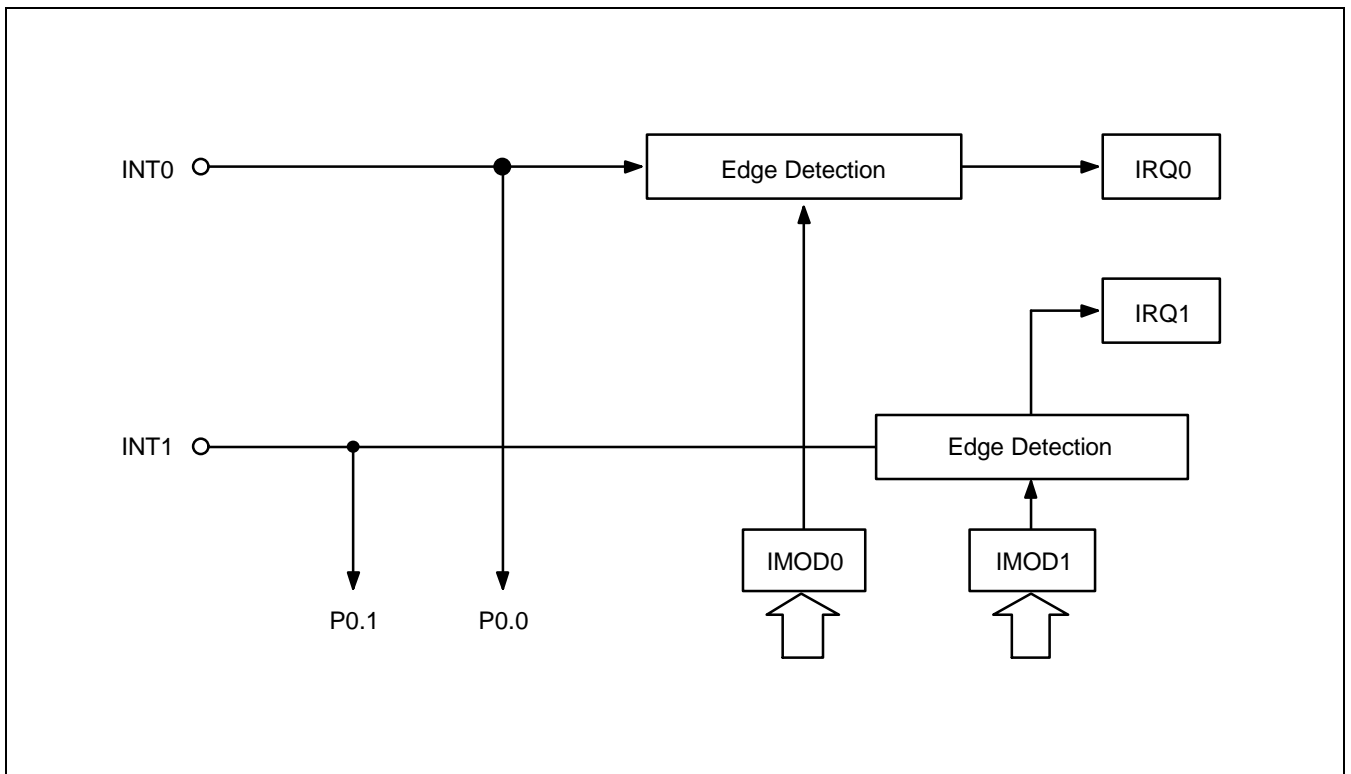 INT0
Edge Detection
IRQ0
IRQ1
INT1
Edge Detection
IMOD0
IMOD1
P0.1
P0.0